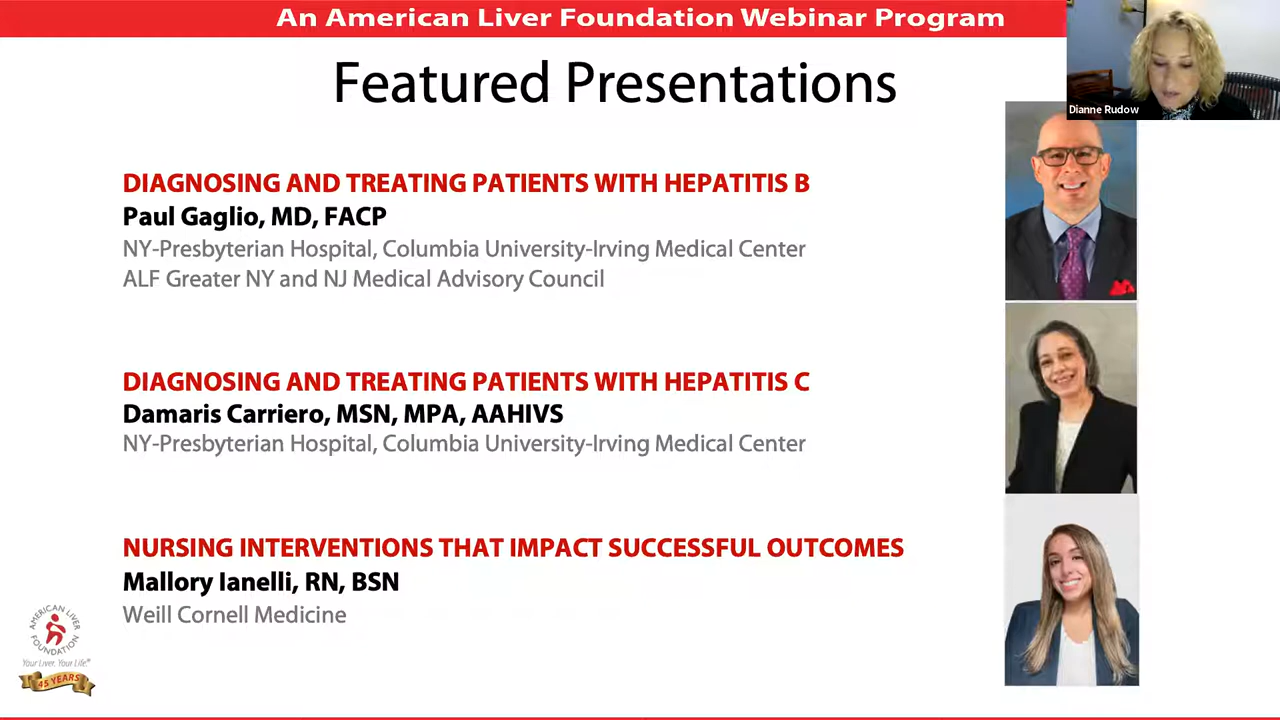 An American Liver Foundation Webinar Program
Dianne Rudow
Featured Presentations
DIAGNOSING AND TREATING PATIENTS WITH HEPATITIS B
Paul Gaglio, MD, FACP
NY-Presbyterian Hospital, Columbia University-Irving Medical Center
ALF Greater NY and NJ Medical Advisory Council
DIAGNOSING AND TREATING PATIENTS WITH HEPATITIS C
Damaris Carriero, MSN, MPA, AAHIVS
NY-Presbyterian Hospital, Columbia University-Irving Medical Center
NURSING INTERVENTIONS THAT IMPACT SUCCESSFUL OUTCOMES
Mallory Ianelli, RN, BSN
Weill Cornell Medicine
AMERICAN LIVER
FOUNDATION
Your Liver. Your Life.®
45 YEARS